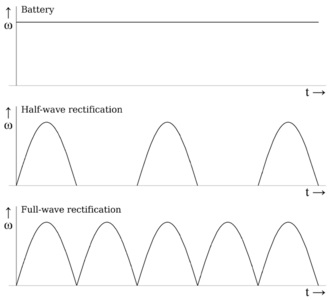 ↑ Battery
ω
t →
↑ Half-wave rectification
ω
t →
↑ Full-wave rectification
ω
t →